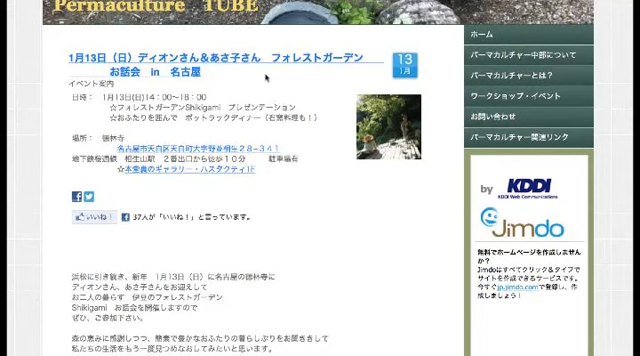 Permaculture TUBE
1月13日（日）ディオンさん＆あさ子さん　フォレストガーデン
お話会　in　名古屋
13
1月
イベント案内
日時：　1月13日(日)14：00〜18：00
☆フォレストガーデンShikigami　プレゼンテーション
☆おふたりを囲んで　ポットラックディナー（石窯料理も！）
場所：　徳林寺
名古屋市天白区天白町大字野並相生２８−３４１
地下鉄桜通線　相生山駅　２番出口から徒歩１０分　　駐車場有
☆本堂裏のギャラリー・ハスタクティ1F
いいね！
37人が「いいね！」と言っています。
浜松に引き続き、新年　1月13日（日）に名古屋の徳林寺に
ディオンさん、あさ子さんをお迎えして
お二人の暮らす　伊豆のフォレストガーデン
Shikigami　お話会を開催しますので
ぜひ、ご参加下さい。
森の恵みに感謝しつつ、簡素で豊かなおふたりの暮らしぶりをお聞きして
私たちの生活をもう一度見つめなおしてみたいと思います。
ホーム
パーマカルチャー中部について
パーマカルチャーとは？
ワークショップ・イベント
お問い合わせ
パーマカルチャー関連リンク
by KDDI
KDDI Web Communications
Jimdo
無料でホームページを作成しません
か？
Jimdoはすべてクリック＆タイプで
サイトを作成できるサービスです。
今すぐjp.jimdo.comで登録し、作
成しましょう！